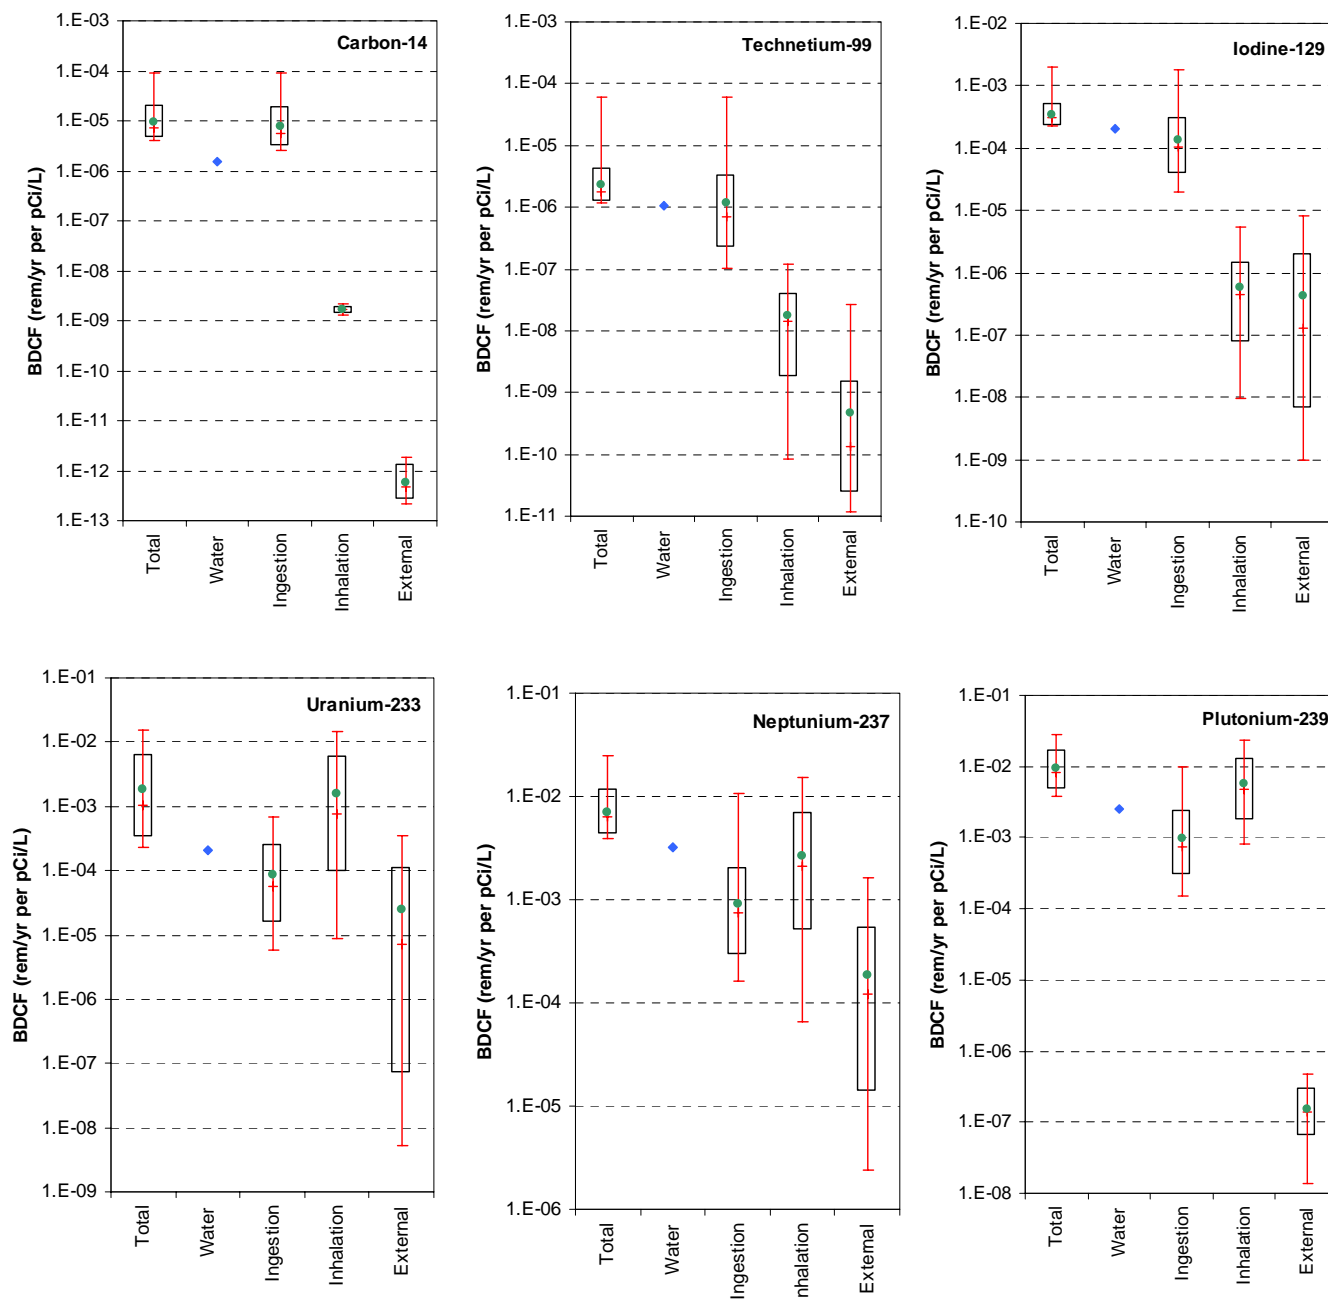 Carbon-14
BDCF (rem/yr per pCi/L)
1.E-03
1.E-04
1.E-05
1.E-06
1.E-07
1.E-08
1.E-09
1.E-10
1.E-11
1.E-12
1.E-13
Total
Water
Ingestion
Inhalation
External
Technetium-99
BDCF (rem/yr per pCi/L)
1.E-03
1.E-04
1.E-05
1.E-06
1.E-07
1.E-08
1.E-09
1.E-10
1.E-11
Total
Water
Ingestion
Inhalation
External
Iodine-129
BDCF (rem/yr per pCi/L)
1.E-02
1.E-03
1.E-04
1.E-05
1.E-06
1.E-07
1.E-08
1.E-09
1.E-10
Total
Water
Ingestion
Inhalation
External
Uranium-233
BDCF (rem/yr per pCi/L)
1.E-01
1.E-02
1.E-03
1.E-04
1.E-05
1.E-06
1.E-07
1.E-08
1.E-09
Total
Water
Ingestion
Inhalation
External
Neptunium-237
BDCF (rem/yr per pCi/L)
1.E-01
1.E-02
1.E-03
1.E-04
1.E-05
1.E-06
Total
Water
Ingestion
Inhalation
External
Plutonium-239
BDCF (rem/yr per pCi/L)
1.E-01
1.E-02
1.E-03
1.E-04
1.E-05
1.E-06
1.E-07
1.E-08
Total
Water
Ingestion
Inhalation
External